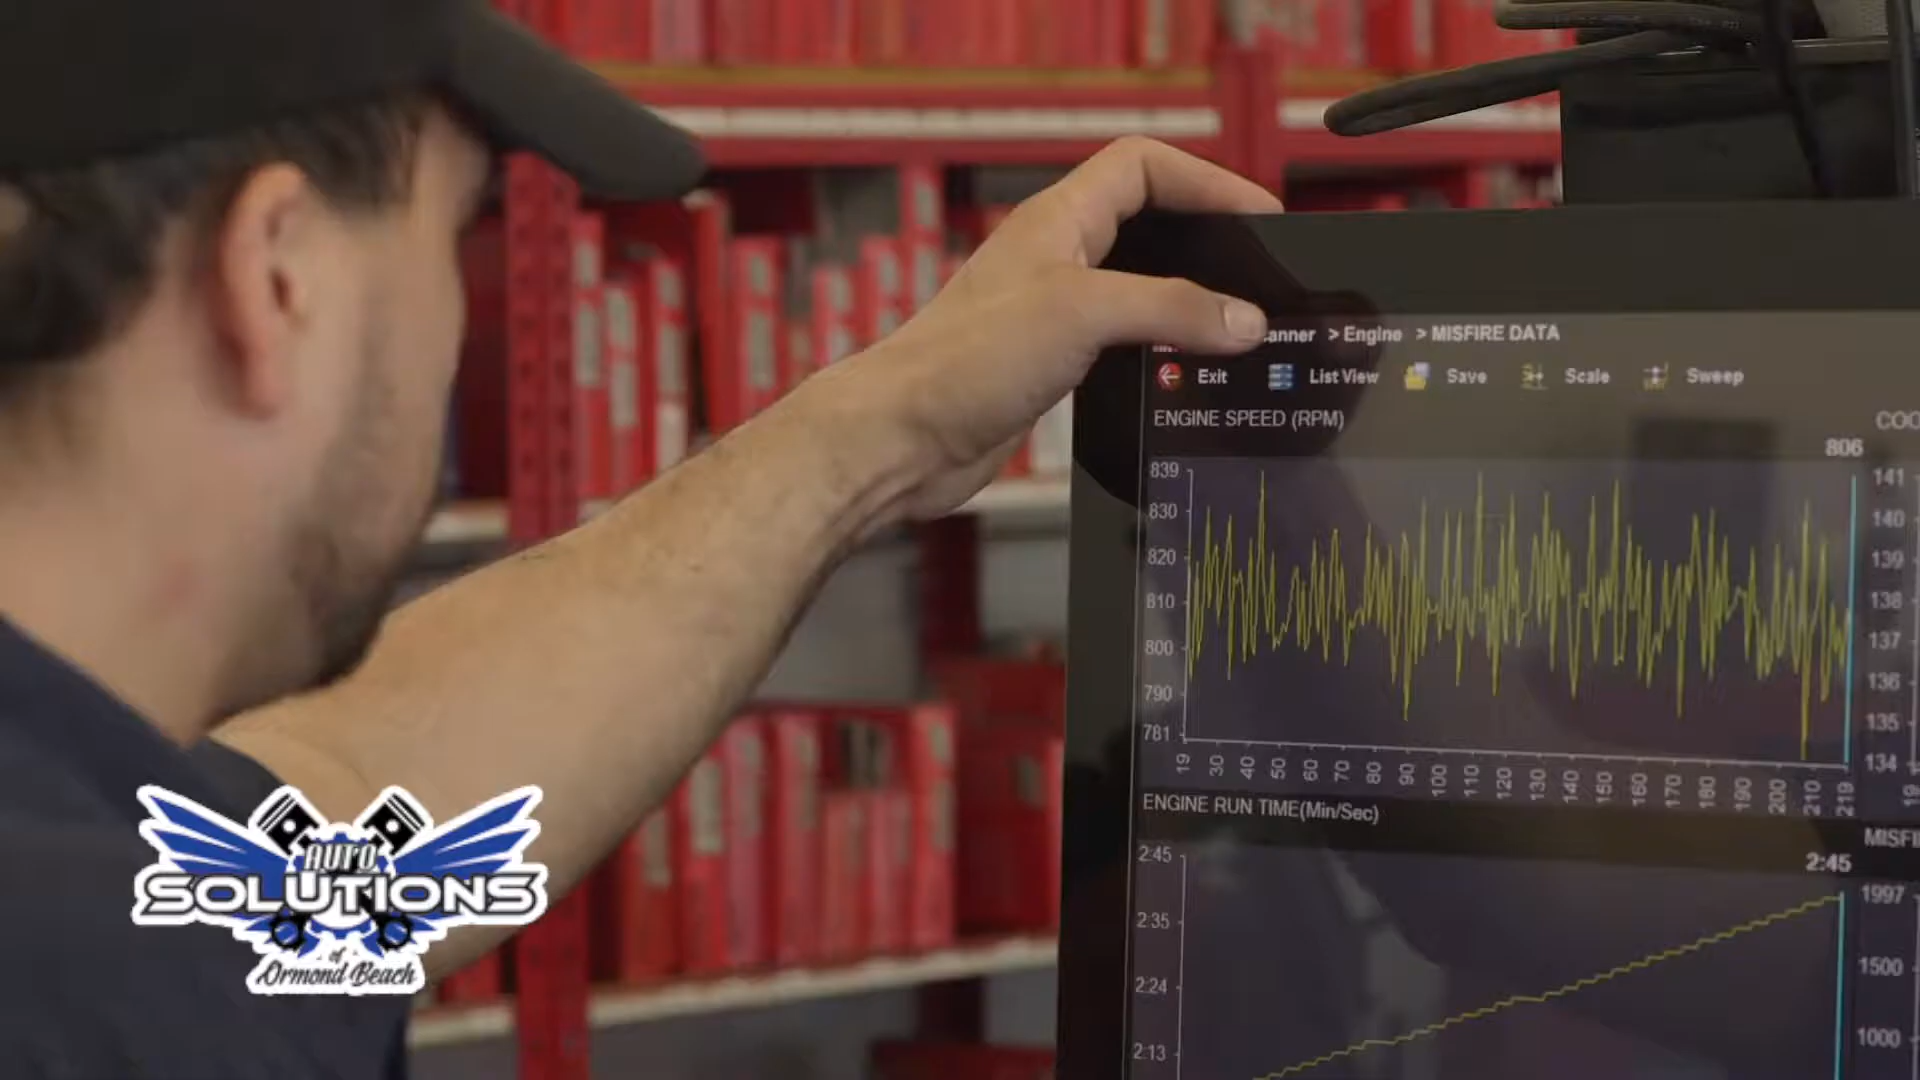 anner > Engine > MISFIRE DATA
Exit List View Save Scale Sweep
ENGINE SPEED (RPM)
COO
806
839
830
820
810
800
790
781
141
140
139
138
137
136
135
134
19 30 40 50 60 70 80 90 100 110 120 130 140 150 160 170 180 190 200 210 219
19
ENGINE RUN TIME(Min/Sec)
MISFI
2:45
2:45
2:35
2:24
2:13
1997
1500
1000
AUTO
SOLUTIONS
of
Ormond Beach